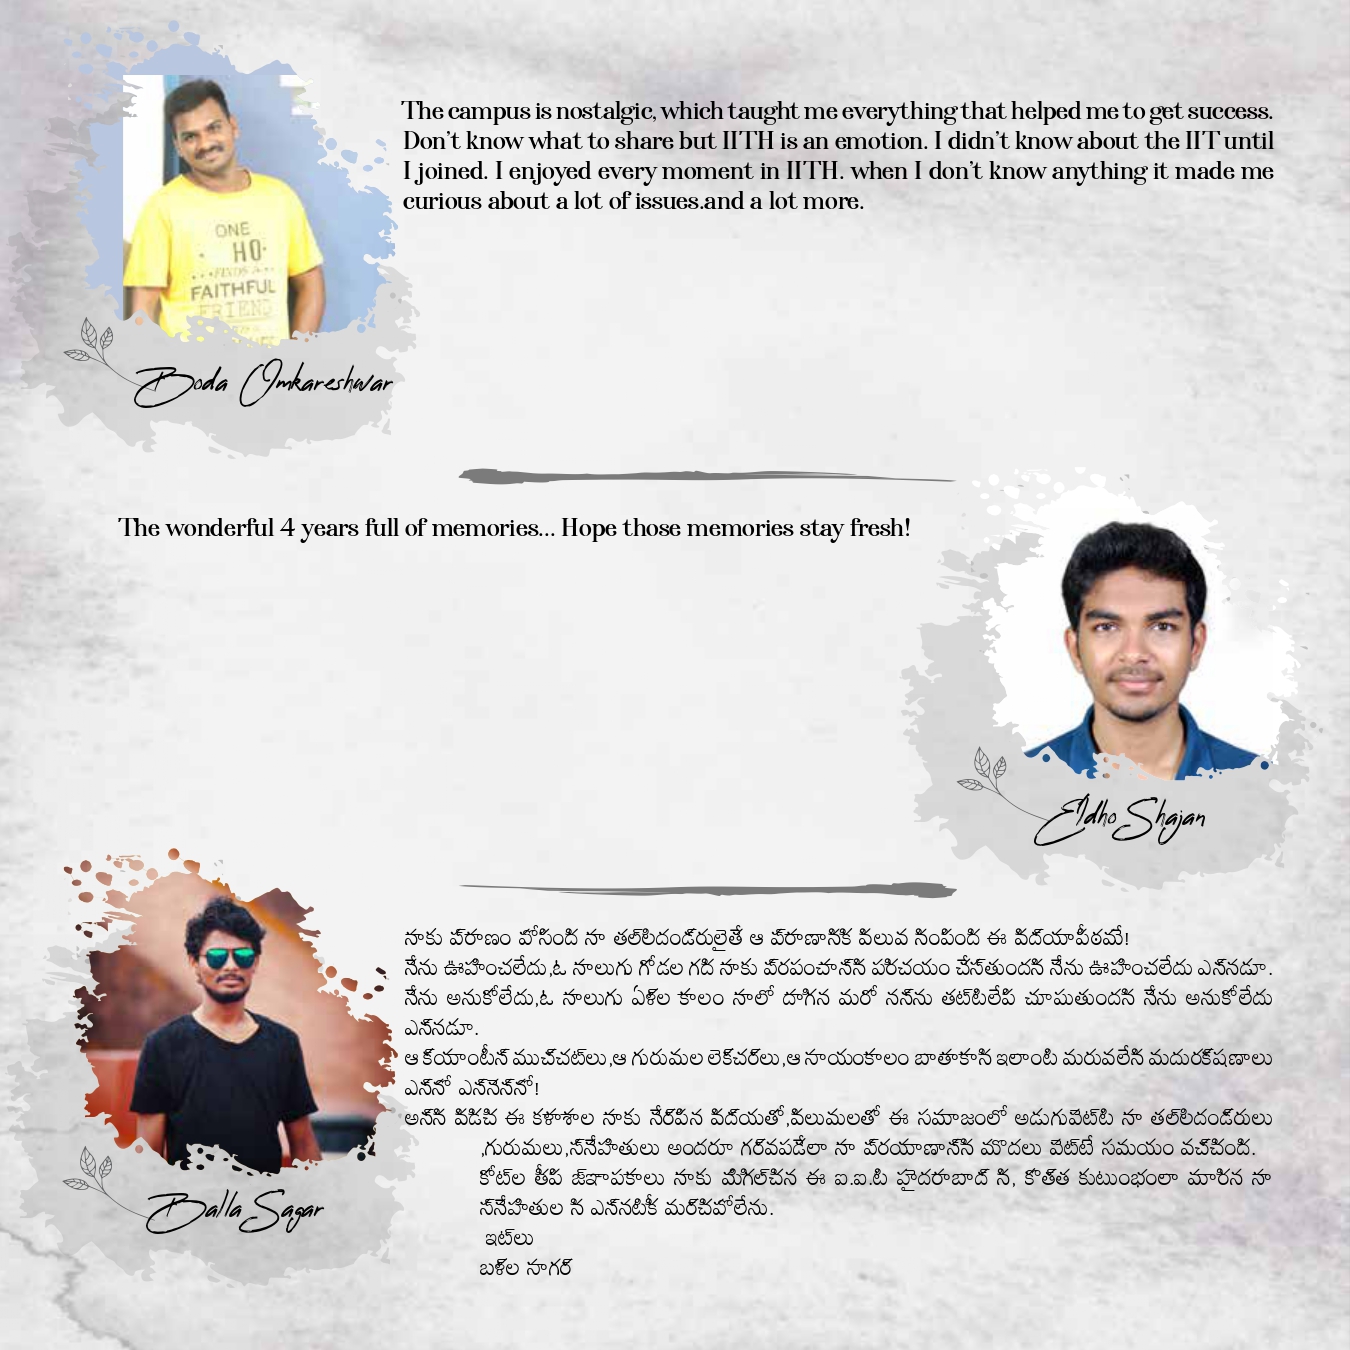 The campus is nostalgic, which taught me everything that helped me to get success.
Don't know what to share but IITH is an emotion. I didn't know about the IIT until
I joined. I enjoyed every moment in IITH. when I don't know anything it made me
curious about a lot of issues.and a lot more.
ONE
HO
FINDS A
FAITHFUL
FRIEND
Boda Omkareshwar
The wonderful 4 years full of memories... Hope those memories stay fresh!
Eldho Shajan
నాకు ప్రాణం పోసింది నా తల్లిదండ్రులైతే ఆ ప్రాణానికి విలువ నింపింది ఈ విద్యాపీఠమే!
నేను ఊహించలేదు,ఓ నాలుగు గోడల గది నాకు ప్రపంచాన్ని పరిచయం చేస్తుందని నేను ఊహించలేదు ఎన్నడూ.
నేను అనుకోలేదు,ఓ నాలుగు ఏళ్ల కాలం నాలో దాగిన మరో నన్ను తట్టిలేపి చూపుతుందని నేను అనుకోలేదు
ఎన్నడూ.
ఆ క్యాంటీన్ ముచ్చట్లు,ఆ గురుమల లెక్చర్లు,ఆ సాయంకాలం బాతాకాని ఇలాంటి మరువలేని మదురక్షణాలు
ఎన్నో ఎన్నెన్నో!
అన్ని విడిచి ఈ కళాశాల నాకు నేర్పిన విద్యతో,విలుమలతో ఈ సమాజంలో అడుగుపెట్టి నా తల్లిదండ్రులు
,గురుమలు,స్నేహితులు అందరూ గర్వపడేలా నా ప్రయాణాన్ని మొదలు పెట్టే సమయం వచ్చింది.
కోట్ల తీపి జ్ఞాపకాలు నాకు మిగిల్చిన ఈ ఐ.ఐ.టి హైదరాబాద్ ని, కొత్త కుటుంభంలా మారిన నా
స్నేహితుల ని ఎన్నటికీ మర్చిపోలేను.
ఇట్లు
బళ్ల సాగర్
Balla Sagar